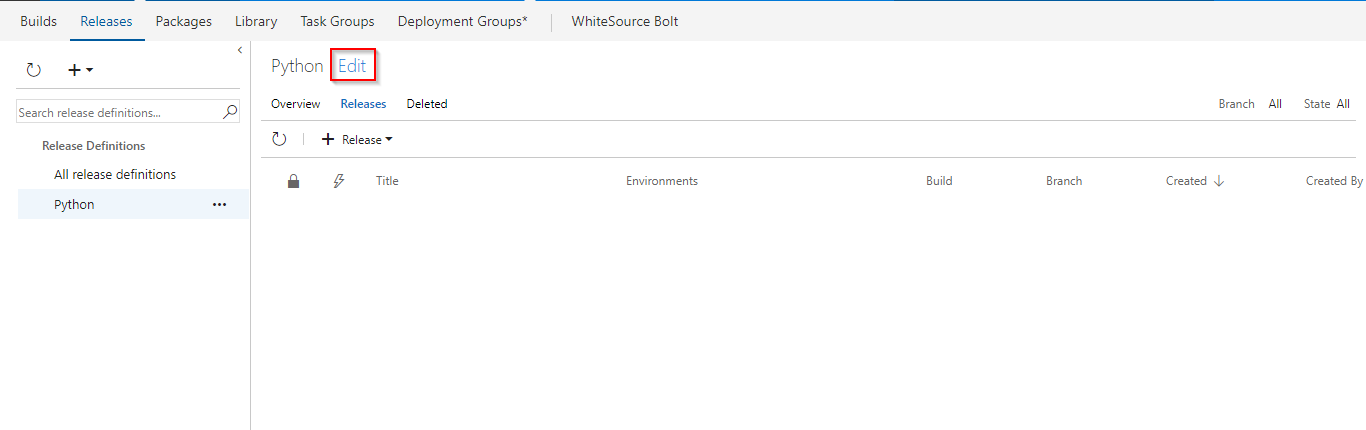 Builds Releases Packages Library Task Groups Deployment Groups* WhiteSource Bolt
Python Edit
Overview Releases Deleted Branch All State All
Search release definitions...
Release
Release Definitions
All release definitions
Python ...
Title Environments Build Branch Created Created By